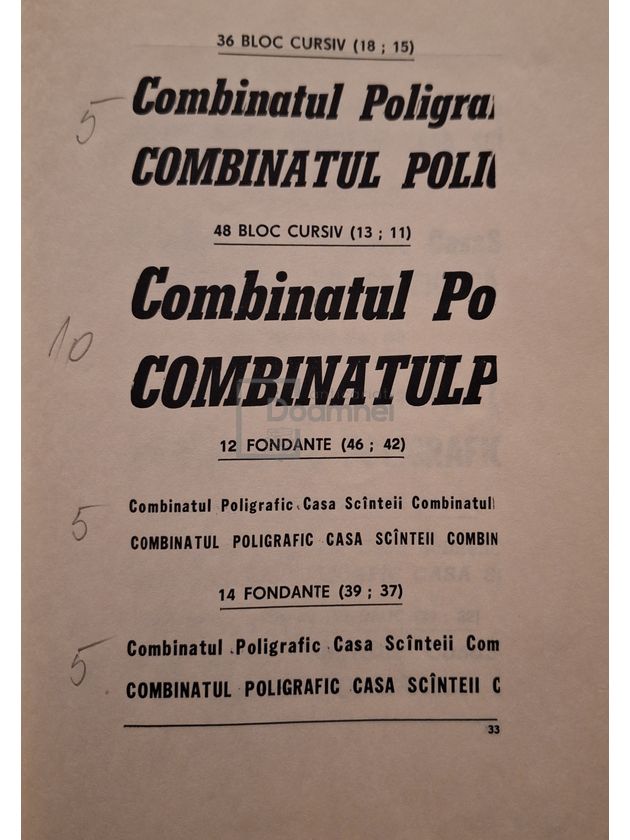 36 BLOC CURSIV (18 ; 15)
5
Combinatul Poligra
COMBINATUL POLI
48 BLOC CURSIV (13 ; 11)
Combinatul Po
10
COMBINATULP
Doamnei
12 FONDANTE (46 ; 42)
5
Combinatul Poligrafic Casa Scînteii Combinatul
COMBINATUL POLIGRAFIC CASA SCÎNTEII COMBIN
14 FONDANTE (39 ; 37)
5
Combinatul Poligrafic Casa Scînteii Com
COMBINATUL POLIGRAFIC CASA SCÎNTEII C
33